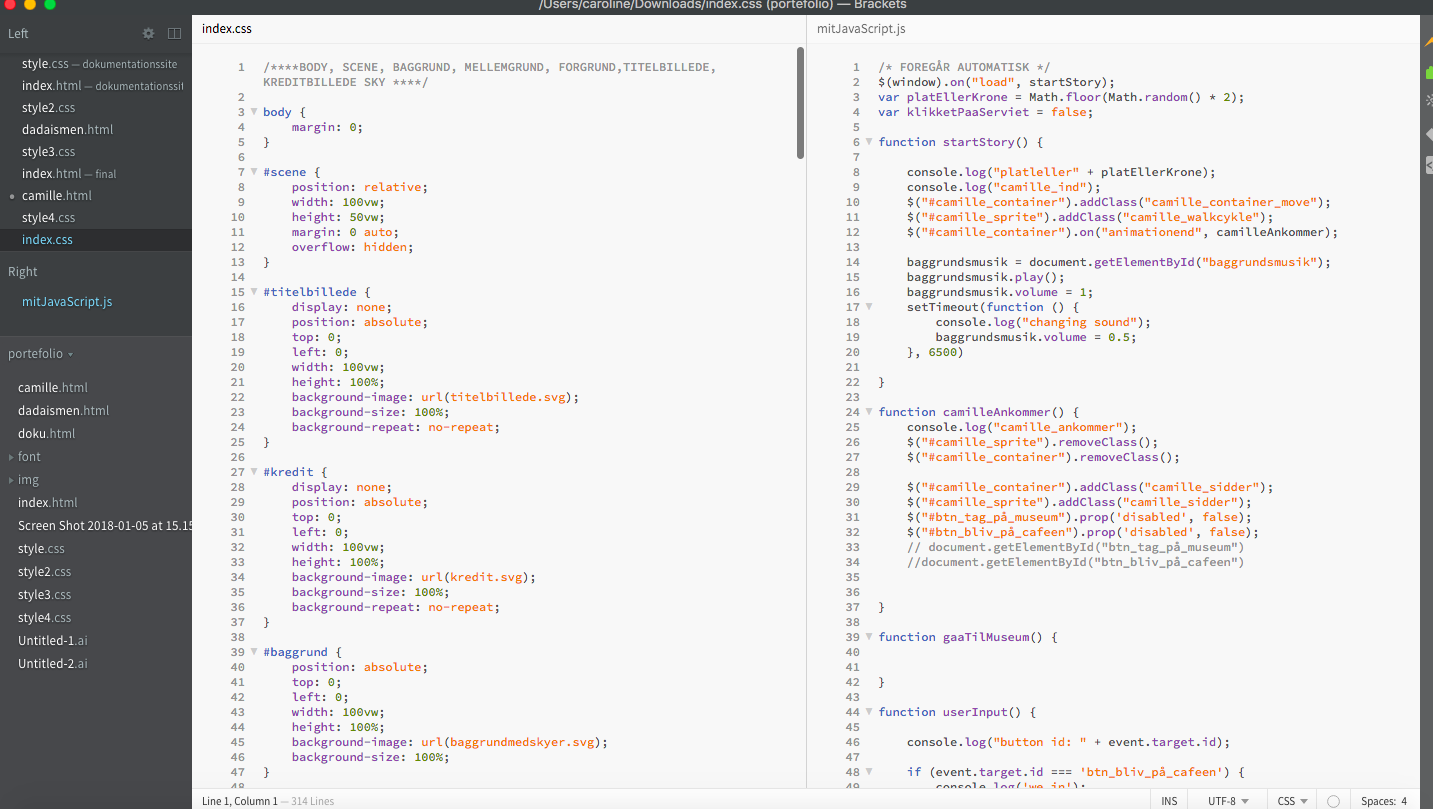 /Users/caroline/Downloads/index.css (portefolio) — Brackets
Left
style.css — dokumentationssite
index.html — dokumentationssit
style2.css
dadaismen.html
style3.css
index.html — final
camille.html
style4.css
index.css
Right
mitJavaScript.js
portefolio
camille.html
dadaismen.html
doku.html
font
img
index.html
Screen Shot 2018-01-05 at 15.15
style.css
style2.css
style3.css
style4.css
Untitled-1.ai
Untitled-2.ai
index.css
1 /****BODY, SCENE, BAGGRUND, MELLEMGRUND, FORGRUND,TITELBILLEDE,
KREDITBILLEDE SKY ****/
2
3 body {
4 margin: 0;
5 }
6
7 #scene {
8 position: relative;
9 width: 100vw;
10 height: 50vw;
11 margin: 0 auto;
12 overflow: hidden;
13 }
14
15 #titelbillede {
16 display: none;
17 position: absolute;
18 top: 0;
19 left: 0;
20 width: 100vw;
21 height: 100%;
22 background-image: url(titelbillede.svg);
23 background-size: 100%;
24 background-repeat: no-repeat;
25 }
26
27 #kredit {
28 display: none;
29 position: absolute;
30 top: 0;
31 left: 0;
32 width: 100vw;
33 height: 100%;
34 background-image: url(kredit.svg);
35 background-size: 100%;
36 background-repeat: no-repeat;
37 }
38
39 #baggrund {
40 position: absolute;
41 top: 0;
42 left: 0;
43 width: 100vw;
44 height: 100%;
45 background-image: url(baggrundmedskyer.svg);
46 background-size: 100%;
47 }
48
mitJavaScript.js
1 /* FOREGÅR AUTOMATISK */
2 $(window).on("load", startStory);
3 var platEllerKrone = Math.floor(Math.random() * 2);
4 var klikketPaaServiet = false;
5
6 function startStory() {
7
8 console.log("platleller" + platEllerKrone);
9 console.log("camille_ind");
10 $("#camille_container").addClass("camille_container_move");
11 $("#camille_sprite").addClass("camille_walkcykle");
12 $("#camille_container").on("animationend", camilleAnkommer);
13
14 baggrundsmusik = document.getElementById("baggrundsmusik");
15 baggrundsmusik.play();
16 baggrundsmusik.volume = 1;
17 setTimeout(function () {
18 console.log("changing sound");
19 baggrundsmusik.volume = 0.5;
20 }, 6500)
21
22 }
23
24 function camilleAnkommer() {
25 console.log("camille_ankommer");
26 $("#camille_sprite").removeClass();
27 $("#camille_container").removeClass();
28
29 $("#camille_container").addClass("camille_sidder");
30 $("#camille_sprite").addClass("camille_sidder");
31 $("#btn_tag_på_museum").prop('disabled', false);
32 $("#btn_bliv_på_cafeen").prop('disabled', false);
33 // document.getElementById("btn_tag_på_museum")
34 //document.getElementById("btn_bliv_på_cafeen")
35
36
37 }
38
39 function gaaTilMuseum() {
40
41
42 }
43
44 function userInput() {
45
46 console.log("button id: " + event.target.id);
47
48 if (event.target.id === 'btn_bliv_på_cafeen') {
49 console.log('we in');
Line 1, Column 1 — 314 Lines
INS
UTF-8
CSS
Spaces: 4